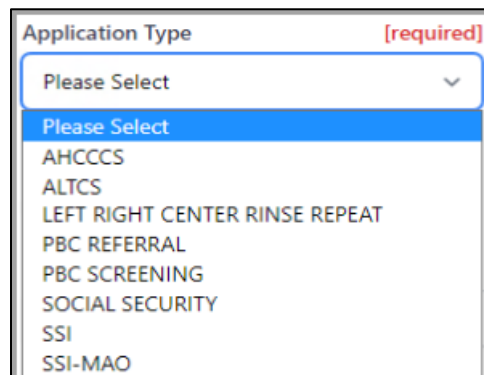 Application Type [required]
Please Select
Please Select
AHCCCS
ALTCS
LEFT RIGHT CENTER RINSE REPEAT
PBC REFERRAL
PBC SCREENING
SOCIAL SECURITY
SSI
SSI-MAO